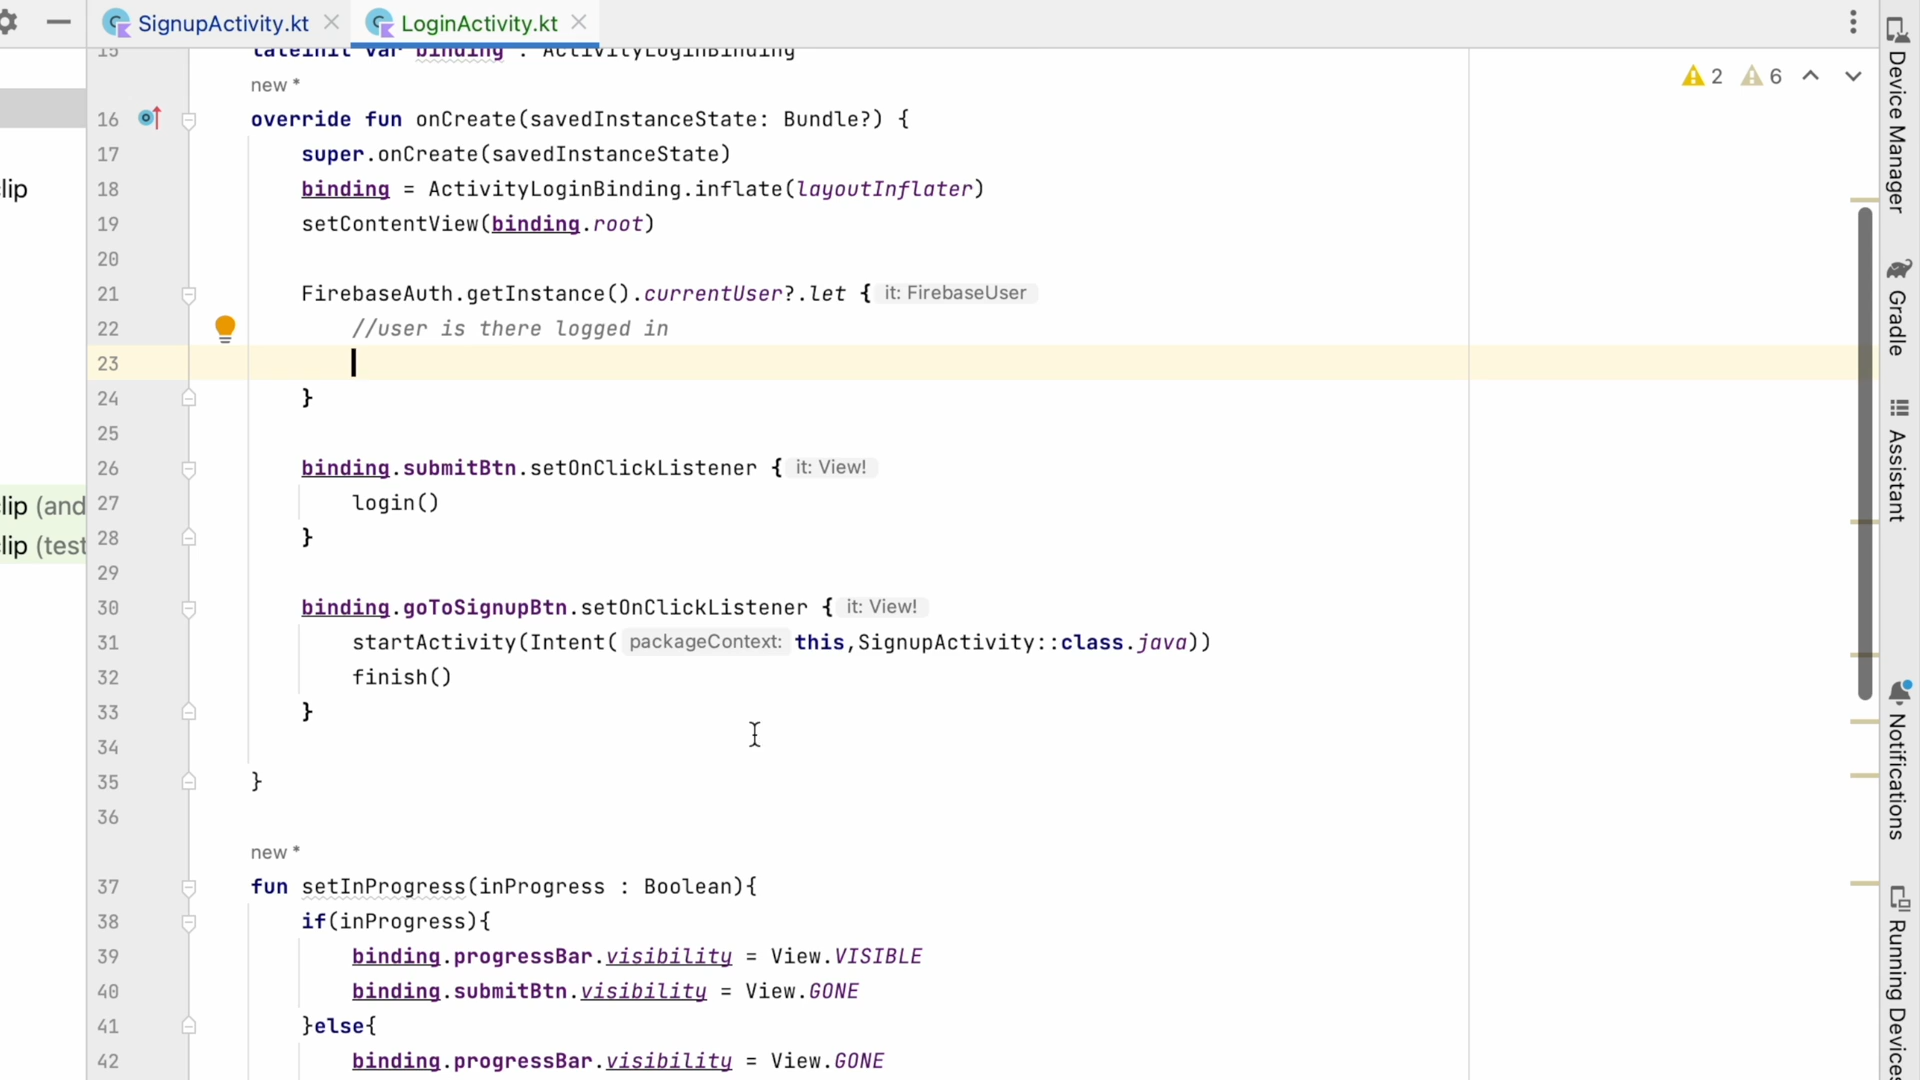 SignupActivity.kt
LoginActivity.kt
15 lateinit var binding : ActivityLoginBinding
new *
2 6
16 override fun onCreate(savedInstanceState: Bundle?) {
17 super.onCreate(savedInstanceState)
18 binding = ActivityLoginBinding.inflate(layoutInflater)
19 setContentView(binding.root)
20
21 FirebaseAuth.getInstance().currentUser?.let { it: FirebaseUser
22 //user is there logged in
23
24 }
25
26 binding.submitBtn.setOnClickListener { it: View!
27 login()
28 }
29
30 binding.goToSignupBtn.setOnClickListener { it: View!
31 startActivity(Intent( packageContext: this,SignupActivity::class.java))
32 finish()
33 }
34
35 }
36
new *
37 fun setInProgress(inProgress : Boolean){
38 if(inProgress){
39 binding.progressBar.visibility = View.VISIBLE
40 binding.submitBtn.visibility = View.GONE
41 }else{
42 binding.progressBar.visibility = View.GONE
lip
lip (and
lip (test
Device Manager
Gradle
Assistant
Notifications
Running Devices